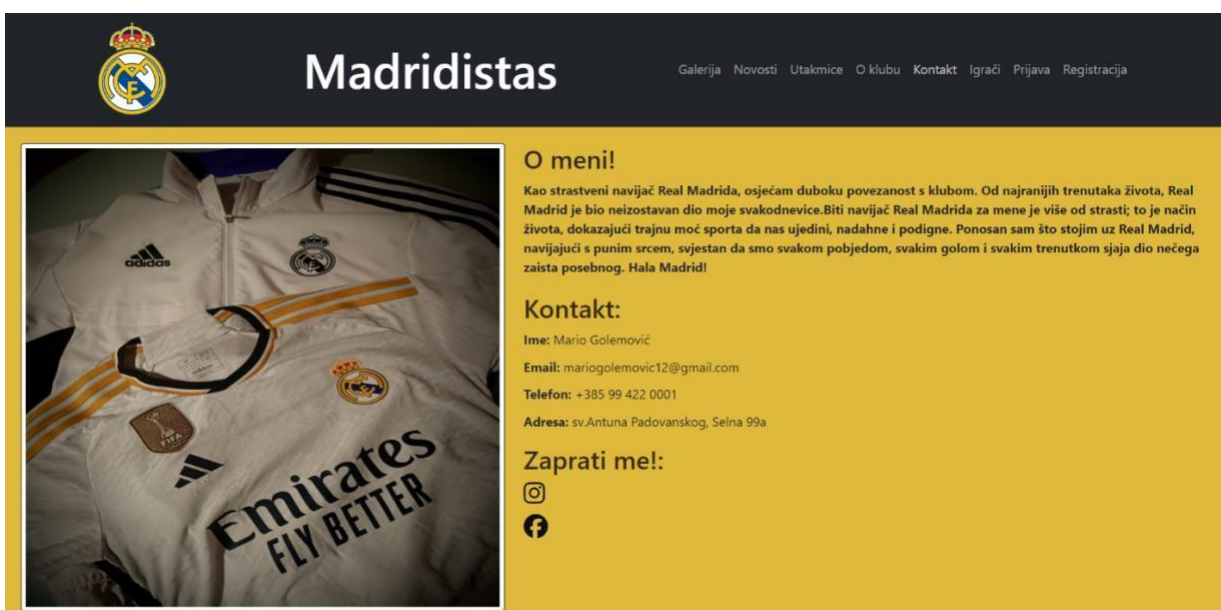 Madridistas
Galerija Novosti Utakmice O klubu Kontakt Igrači Prijava Registracija
O meni!
Kao strastveni navijač Real Madrida, osjećam duboku povezanost s klubom. Od najranijih trenutaka života, Real
Madrid je bio neizostavan dio moje svakodnevice.Biti navijač Real Madrida za mene je više od strasti; to je način
života, dokazajući trajnu moć sporta da nas ujedini, nadahne i podigne. Ponosan sam što stojim uz Real Madrid,
navijajući s punim srcem, svjestan da smo svakom pobjedom, svakim golom i svakim trenutkom sjaja dio nečega
zaista posebnog. Hala Madrid!
Kontakt:
Ime: Mario Golemović
Email: mariogolemovic12@gmail.com
Telefon: +385 99 422 0001
Adresa: sv.Antuna Padovanskog, Selna 99a
Zaprati me!:
adidas
FIFA
Emirates
FLY BETTER